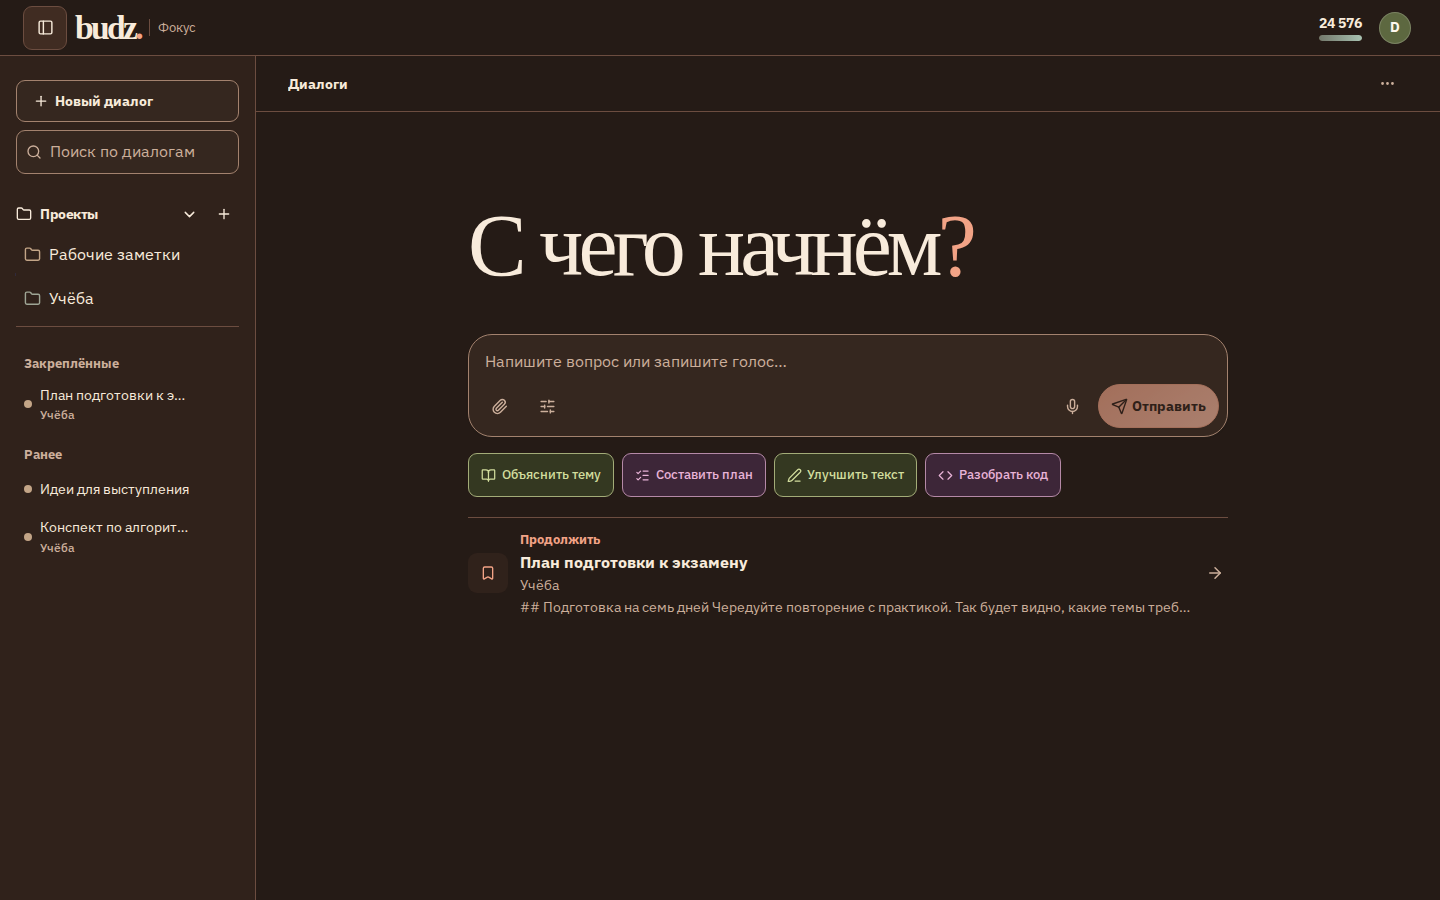 budz.
Фокус
24 576
D
Новый диалог
Поиск по диалогам
Проекты
Рабочие заметки
Учёба
Закреплённые
План подготовки к э...
Учёба
Ранее
Идеи для выступления
Конспект по алгорит...
Учёба
Диалоги
С чего начнём?
Напишите вопрос или запишите голос...
Отправить
Объяснить тему
Составить план
Улучшить текст
Разобрать код
Продолжить
План подготовки к экзамену
Учёба
## Подготовка на семь дней Чередуйте повторение с практикой. Так будет видно, какие темы треб...